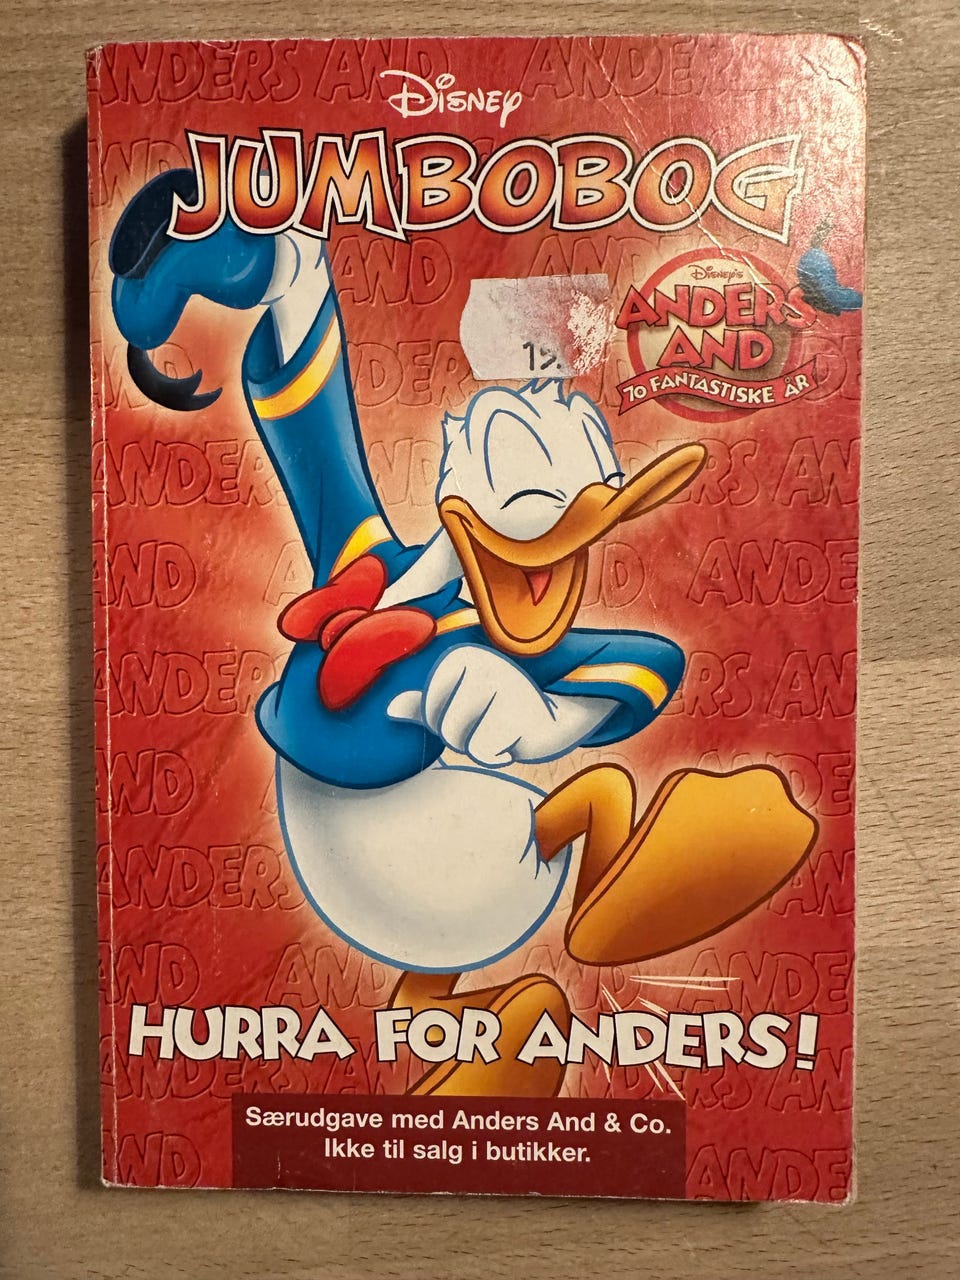 Disney
JUMBOBOG
Disney's
ANDERS
AND
70 FANTASTISKE ÅR
HURRA FOR ANDERS!
Særudgave med Anders And & Co.
Ikke til salg i butikker.